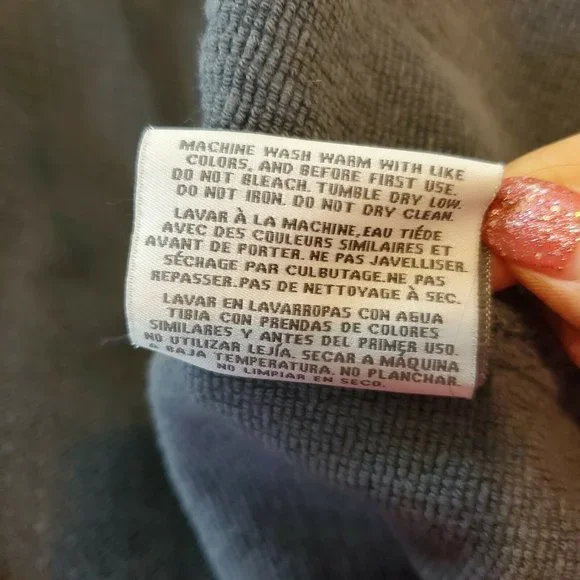 MACHINE WASH WARM WITH LIKE
COLORS, AND BEFORE FIRST USE.
DO NOT BLEACH. TUMBLE DRY LOW.
DO NOT IRON. DO NOT DRY CLEAN.
LAVAR À LA MACHINE,EAU TIÉDE
AVEC DES COULEURS SIMILAIRES ET
AVANT DE PORTER. NE PAS JAVELLISER.
SÉCHAGE PAR CULBUTAGE.NE PAS
REPASSER.PAS DE NETTOYAGE À SEC.
LAVAR EN LAVARROPAS CON AGUA
TIBIA CON PRENDAS DE COLORES
SIMILARES Y ANTES DEL PRIMER USO.
NO UTILIZAR LEJÍA. SECAR A MÁQUINA
A BAJA TEMPERATURA. NO PLANCHAR.
NO LIMPIAR EN SECO.